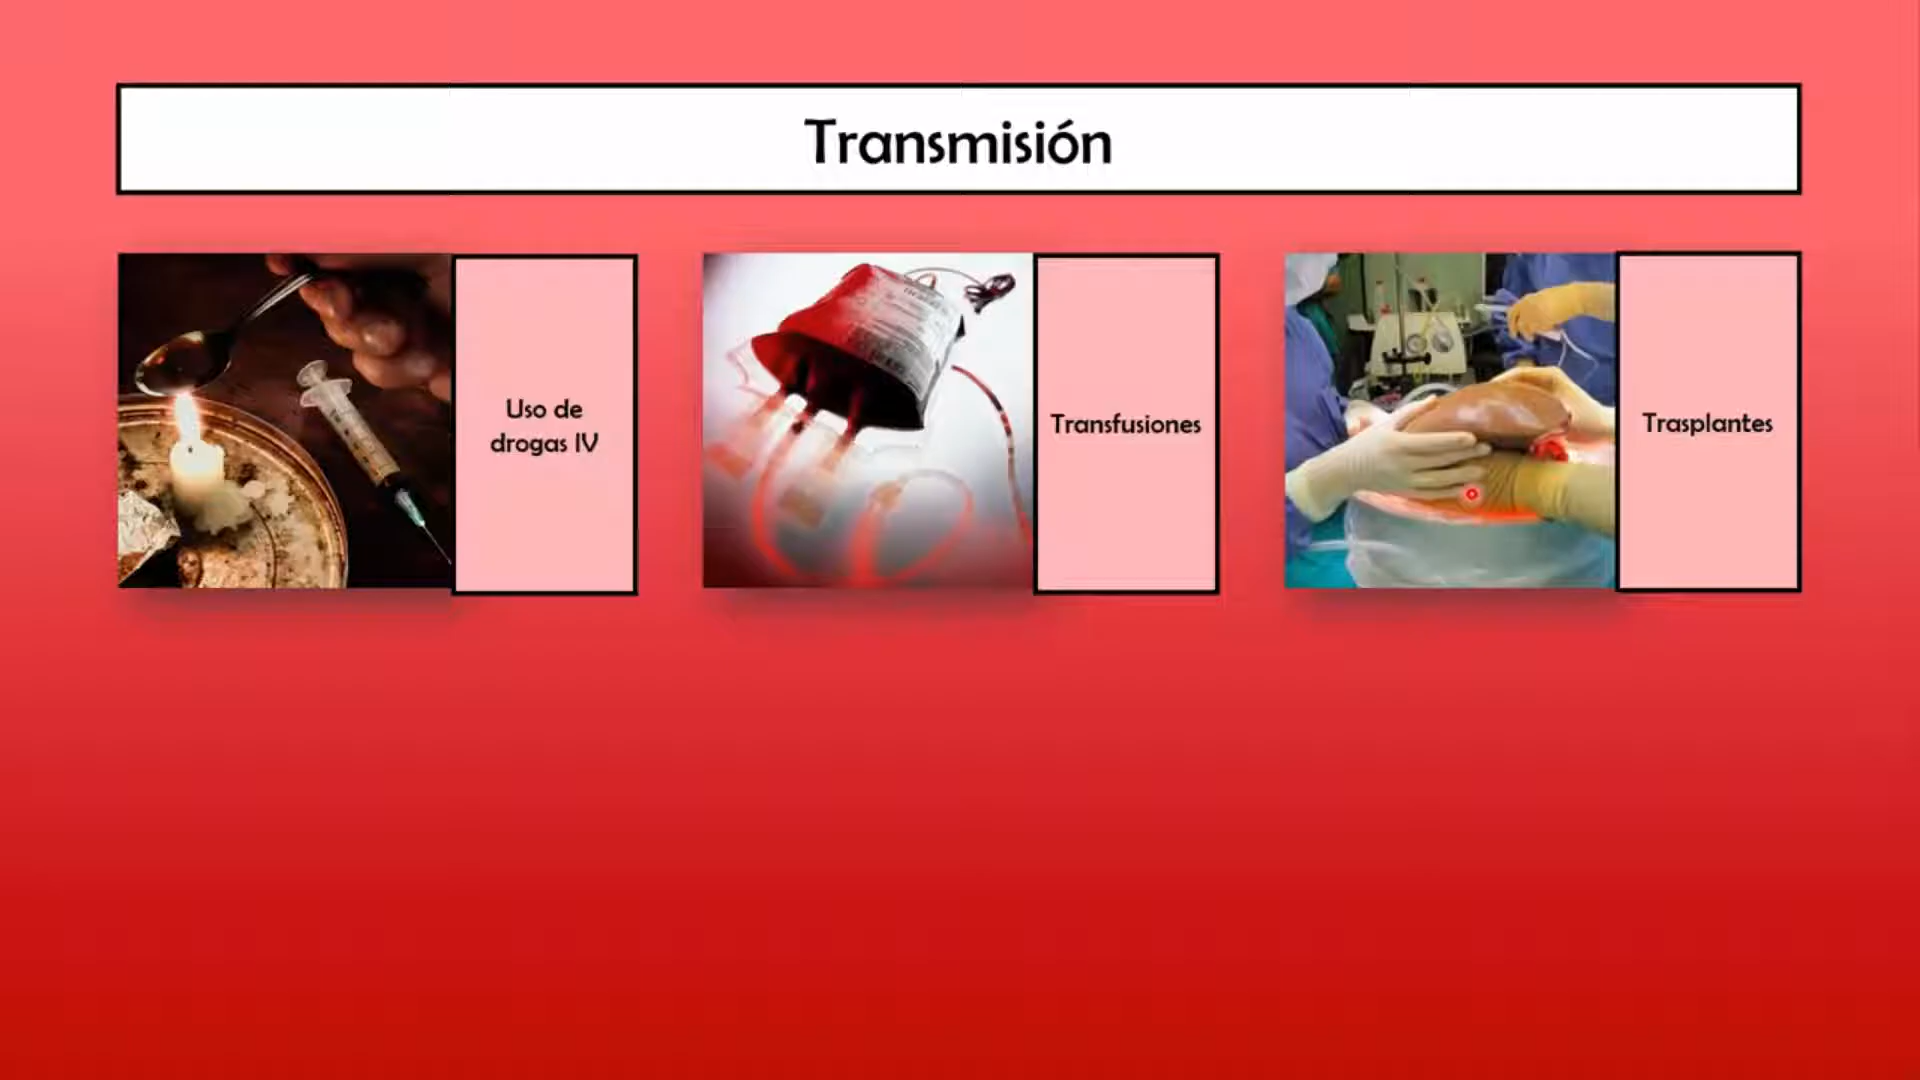 Transmisión
Uso de
drogas IV
Transfusiones
Trasplantes